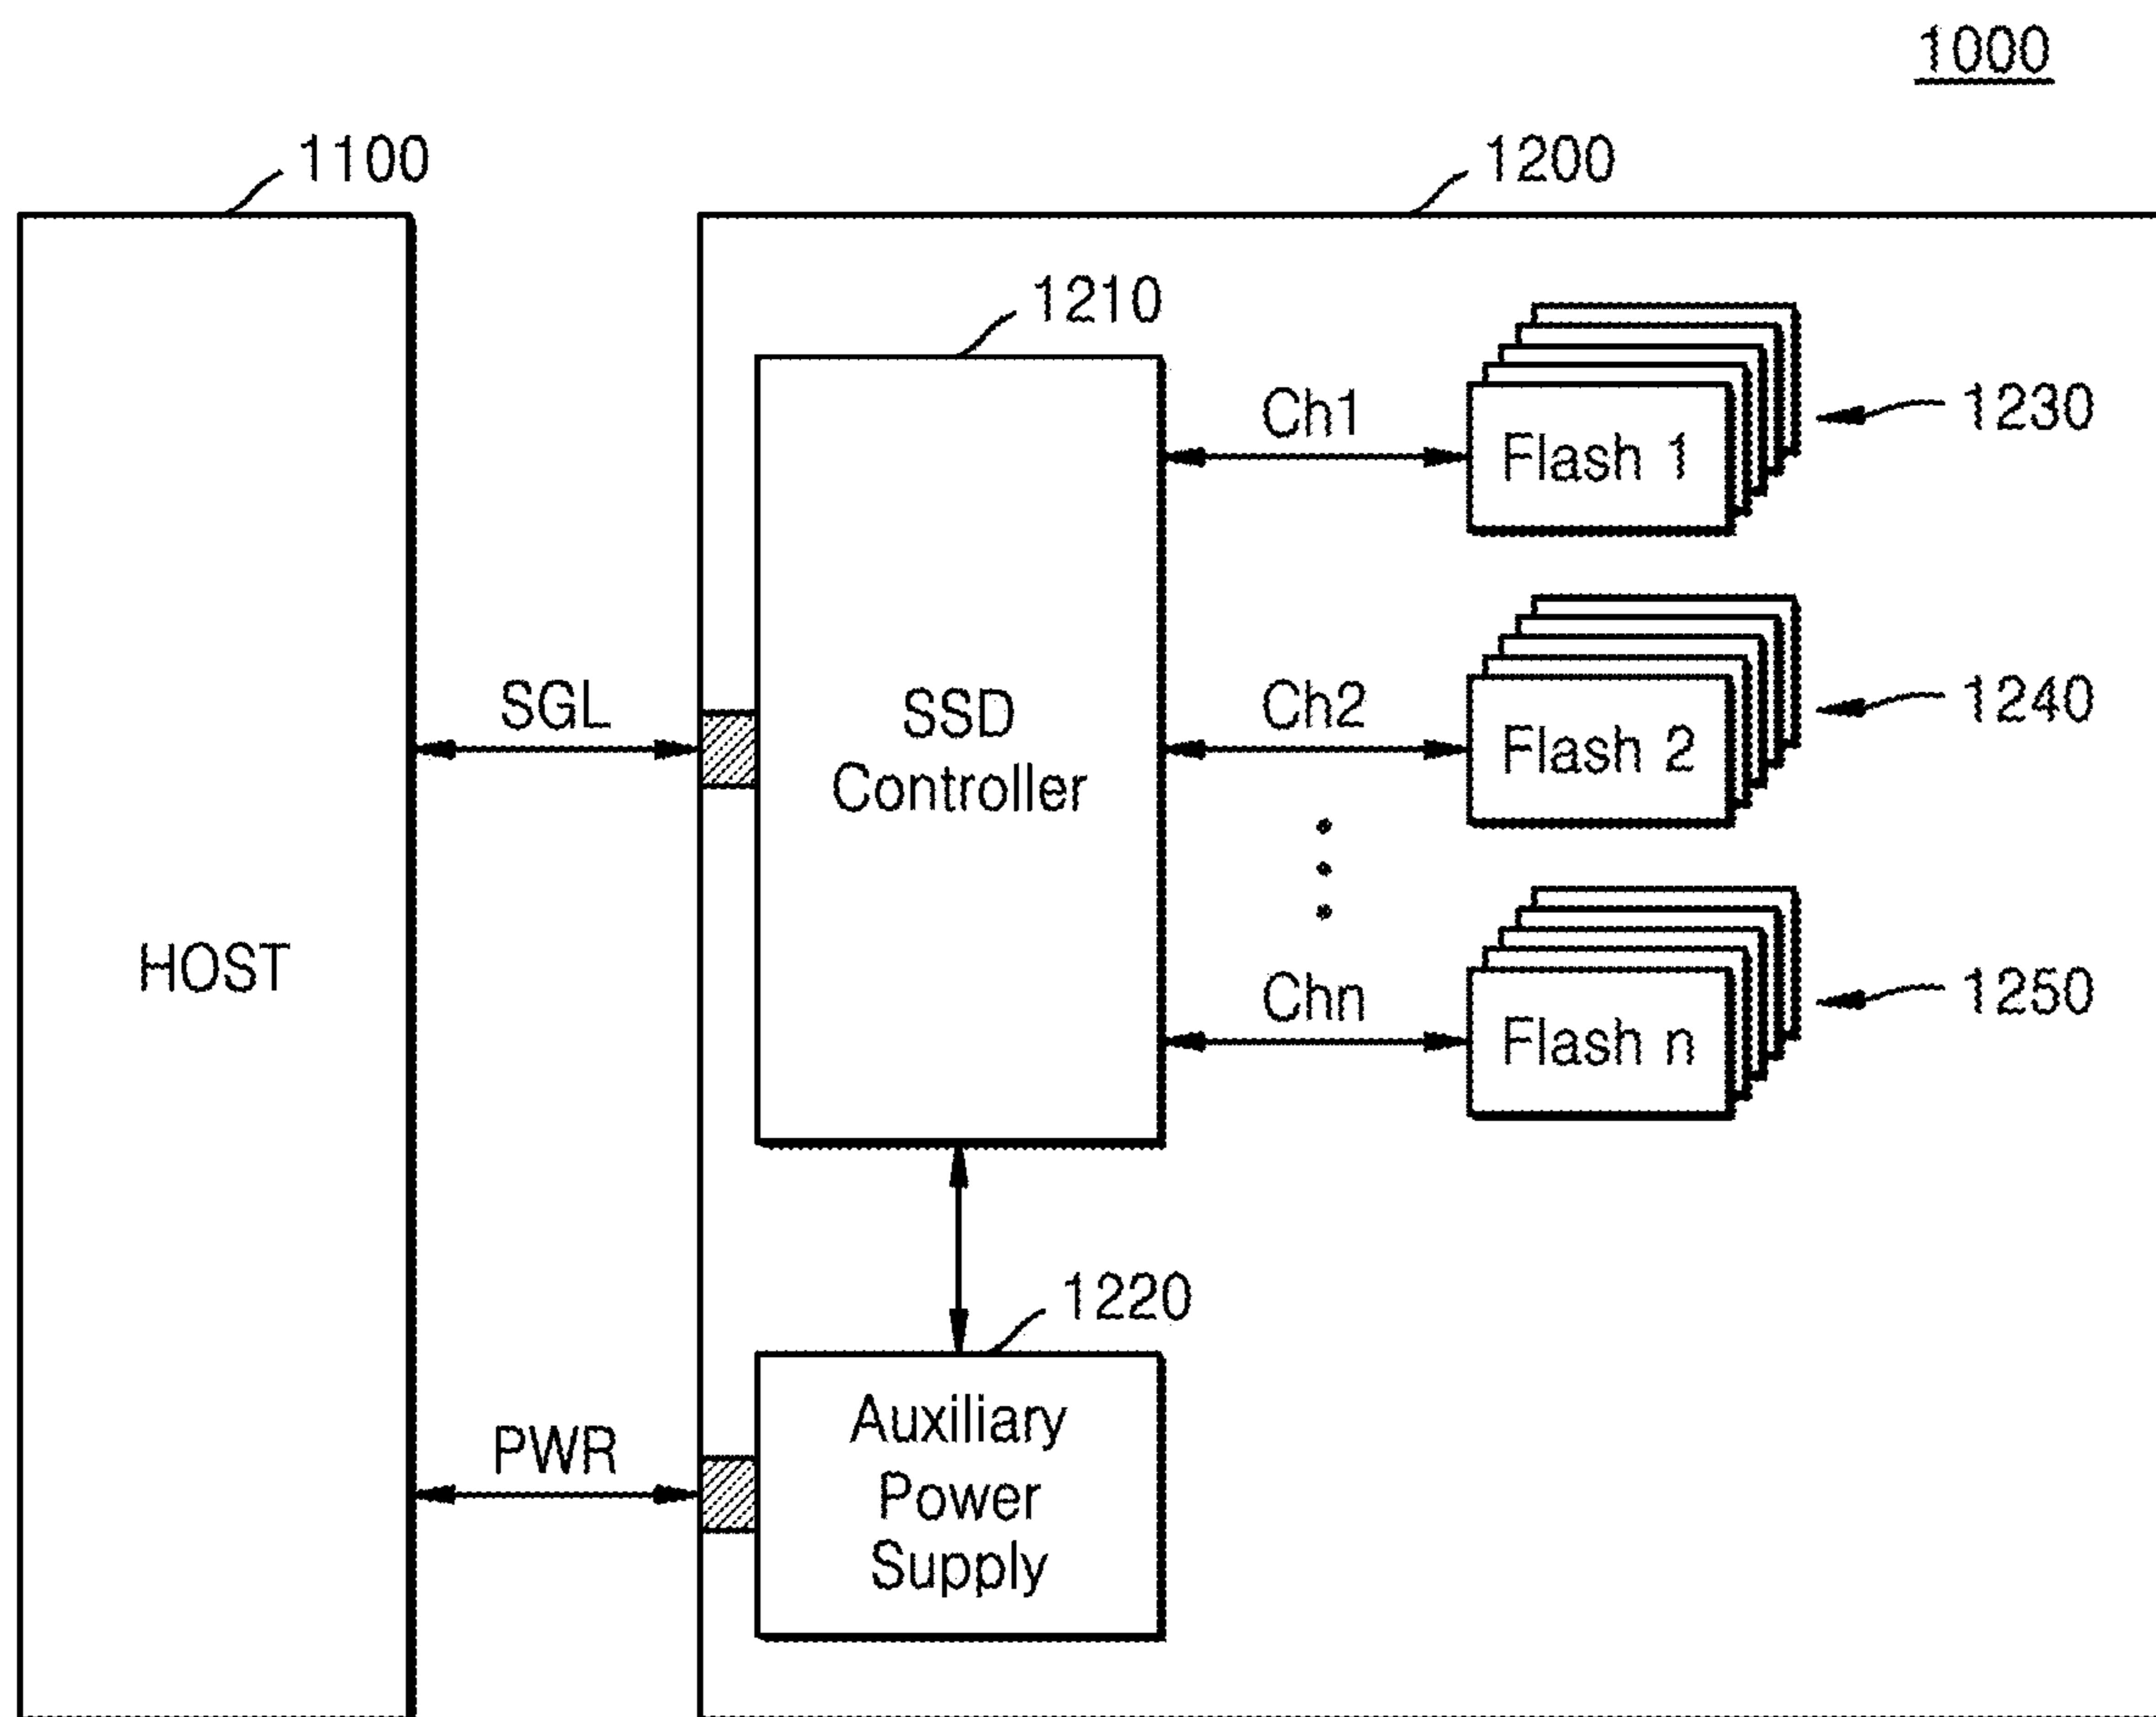 1000
1100
1200
1210
Ch1
Flash 1
1230
SGL
SSD
Controller
Ch2
Flash 2
1240
HOST
Chn
Flash n
1250
1220
PWR
Auxiliary
Power
Supply